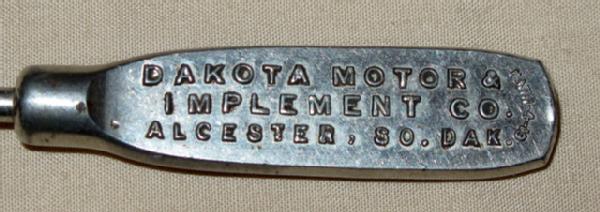 DAKOTA MOTOR &
IMPLEMENT CO.
ALCESTER, SO. DAK.